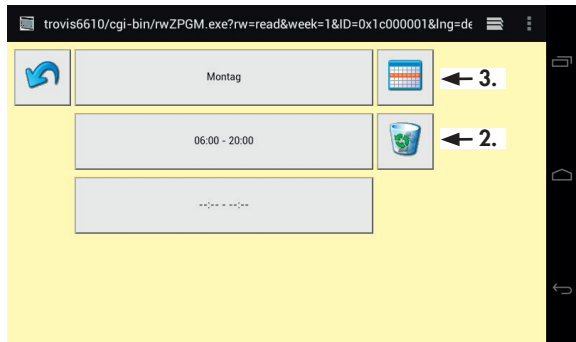 trovis6610/cgi-bin/rwZPGM.exe?rw=read&week=1&ID=0x1c000001&lng=de
Montag
3.
06:00 - 20:00
2.
--:-- - --:--